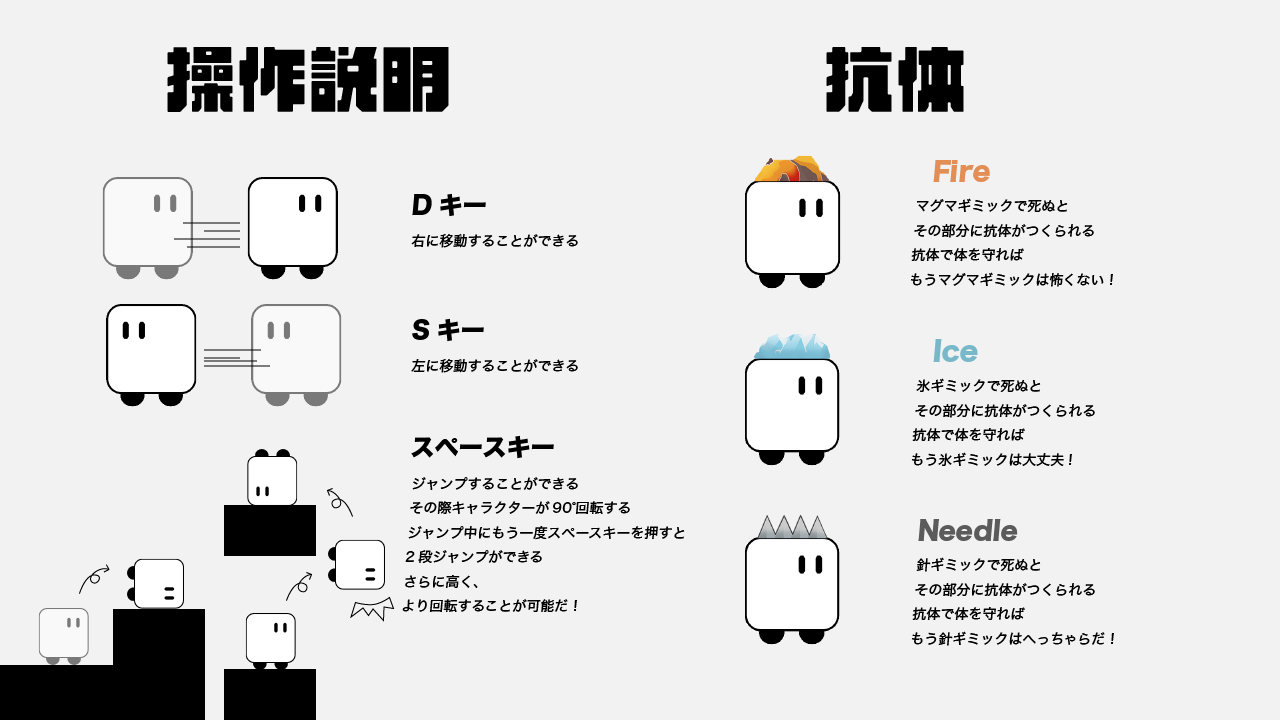 操作説明
D キー
右に移動することができる
S キー
左に移動することができる
スペースキー
ジャンプすることができる
その際キャラクターが 90°回転する
ジャンプ中にもう一度スペースキーを押すと
2 段ジャンプができる
さらに高く、
より回転することが可能だ！
抗体
Fire
マグマギミックで死ぬと
その部分に抗体がつくられる
抗体で体を守れば
もうマグマギミックは怖くない！
Ice
氷ギミックで死ぬと
その部分に抗体がつくられる
抗体で体を守れば
もう氷ギミックは大丈夫！
Needle
針ギミックで死ぬと
その部分に抗体がつくられる
抗体で体を守れば
もう針ギミックはへっちゃらだ！